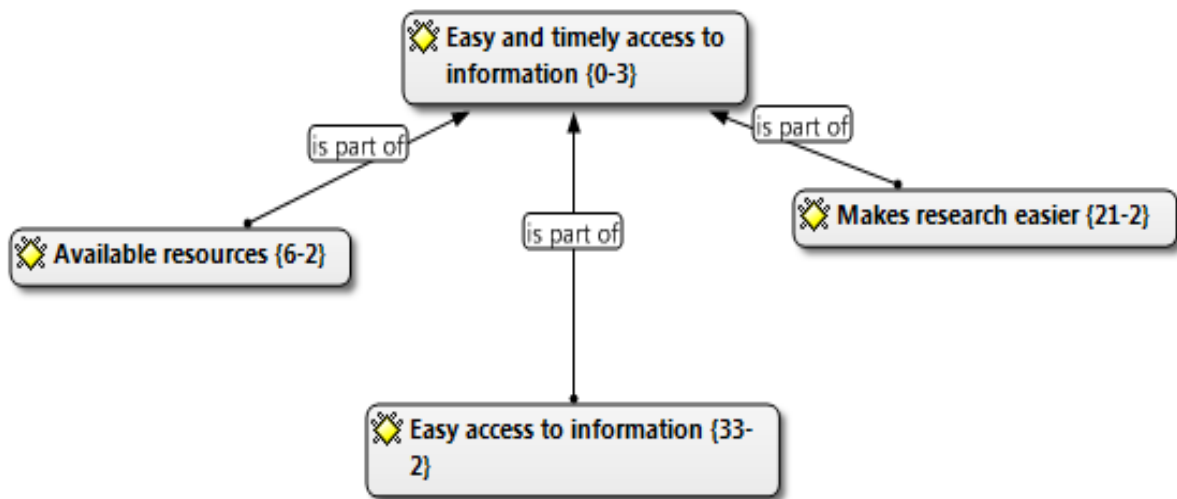 Easy and timely access to
information {0-3}
is part of
is part of
Makes research easier {21-2}
is part of
Available resources {6-2}
Easy access to information {33-
2}